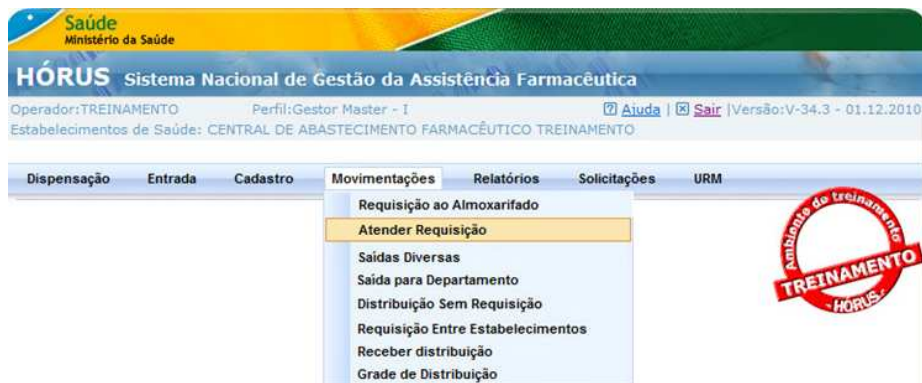 Saúde
Ministério da Saúde
HÓRUS Sistema Nacional de Gestão da Assistência Farmacêutica
Operador:TREINAMENTO Perfil:Gestor Master - I Ajuda | Sair |Versão:V-34.3 - 01.12.2010
Estabelecimentos de Saúde: CENTRAL DE ABASTECIMENTO FARMACÊUTICO TREINAMENTO
Dispensação Entrada Cadastro Movimentações Relatórios Solicitações URM
Requisição ao Almoxarifado
Atender Requisição
Saídas Diversas
Saída para Departamento
Distribuição Sem Requisição
Requisição Entre Estabelecimentos
Receber distribuição
Grade de Distribuição
Ambiente de treinamento
TREINAMENTO
- HÓRUS -